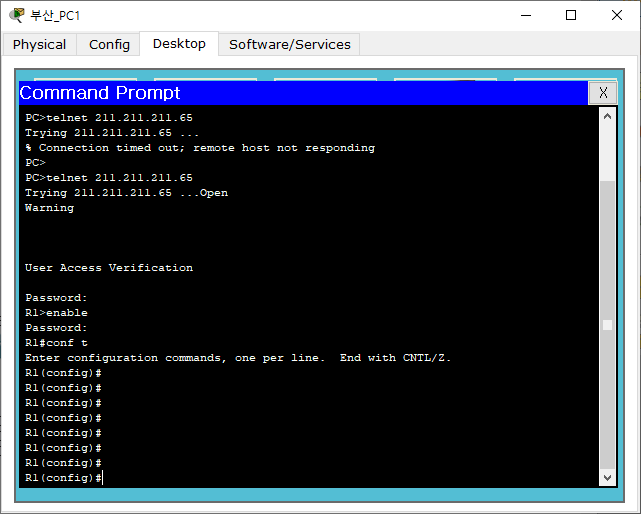 부산_PC1
Physical Config Desktop Software/Services
Command Prompt X
PC>telnet 211.211.211.65
Trying 211.211.211.65 ...
% Connection timed out; remote host not responding
PC>
PC>telnet 211.211.211.65
Trying 211.211.211.65 ...Open
Warning
User Access Verification
Password:
R1>enable
Password:
R1#conf t
Enter configuration commands, one per line.  End with CNTL/Z.
R1(config)#
R1(config)#
R1(config)#
R1(config)#
R1(config)#
R1(config)#
R1(config)#
R1(config)#